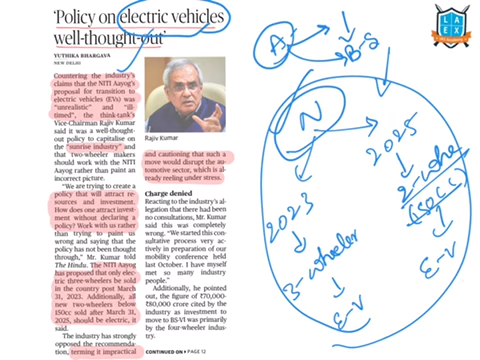 'Policy on electric vehicles
well-thought-out'
YUTHIKA BHARGAVA
NEW DELHI
Countering the industry's
claims that the NITI Aayog's
proposal for transition to
electric vehicles (EVs) was
"unrealistic" and "ill-
timed", the think-tank's
Vice-Chairman Rajiv Kumar
said it was a well-thought-
out policy to capitalise on
the "sunrise industry" and
that two-wheeler makers
should work with the NITI
Aayog rather than paint an
incorrect picture.
"We are trying to create a
policy that will attract res-
ources and investment.
How does one attract invest-
ment without declaring a
policy? Work with us rather
than trying to paint us
wrong and saying that the
policy has not been thought
through," Mr. Kumar told
The Hindu. The NITI Aayog
has proposed that only elec-
tric three-wheelers be sold
in the country post March
31, 2023. Additionally, all
new two-wheelers below
150cc sold after March 31,
2025, should be electric, it
said.
The industry has strongly
opposed the recommenda-
tion, terming it impractical
Rajiv Kumar
and cautioning that such a
move would disrupt the
automotive sector, which is
already reeling under stress.
Charge denied
Reacting to the industry's al-
legation that there had been
no consultations, Mr. Kumar
said this was completely
wrong. "We started this con-
sultative process very act-
ively in preparation of our
mobility conference held
last October. I have myself
met so many industry
people."
Additionally, he pointed
out, the figure of ₹70,000-
₹80,000 crore cited by the
industry as investment to
move to BS-VI was primarily
by the four-wheeler indus-
try.
CONTINUED ON ▸ PAGE 12
A
B-S
N
2025
2-whe
(150cc)
E-V
2023
3-wheeler
E-V
LAEX